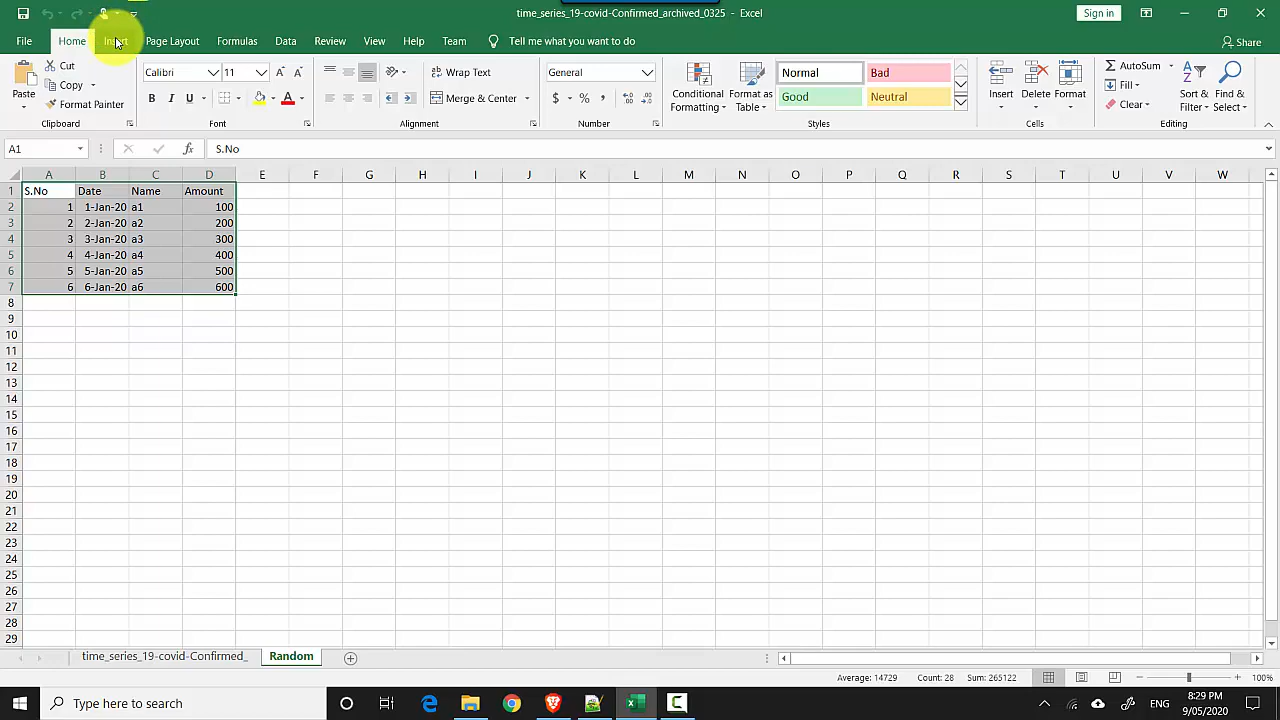 time_series_19-covid-Confirmed_archived_0325 - Excel
Sign in
File Home Insert Page Layout Formulas Data Review View Help Team Tell me what you want to do Share
Paste
Cut
Copy
Format Painter
Clipboard
Calibri 11
B I U
Font
Wrap Text
Merge & Center
Alignment
General
$ % ,
Number
Conditional Formatting
Format as Table
Normal Bad
Good Neutral
Styles
Insert Delete Format
Cells
AutoSum
Fill
Clear
Sort & Filter
Find & Select
Editing
A1 fx S.No
A B C D E F G H I J K L M N O P Q R S T U V W
1 S.No Date Name Amount
2 1 1-Jan-20 a1 100
3 2 2-Jan-20 a2 200
4 3 3-Jan-20 a3 300
5 4 4-Jan-20 a4 400
6 5 5-Jan-20 a5 500
7 6 6-Jan-20 a6 600
8
9
10
11
12
13
14
15
16
17
18
19
20
21
22
23
24
25
26
27
28
29
time_series_19-covid-Confirmed_ Random
Average: 14729 Count: 28 Sum: 265122 100%
Type here to search
8:29 PM
9/05/2020